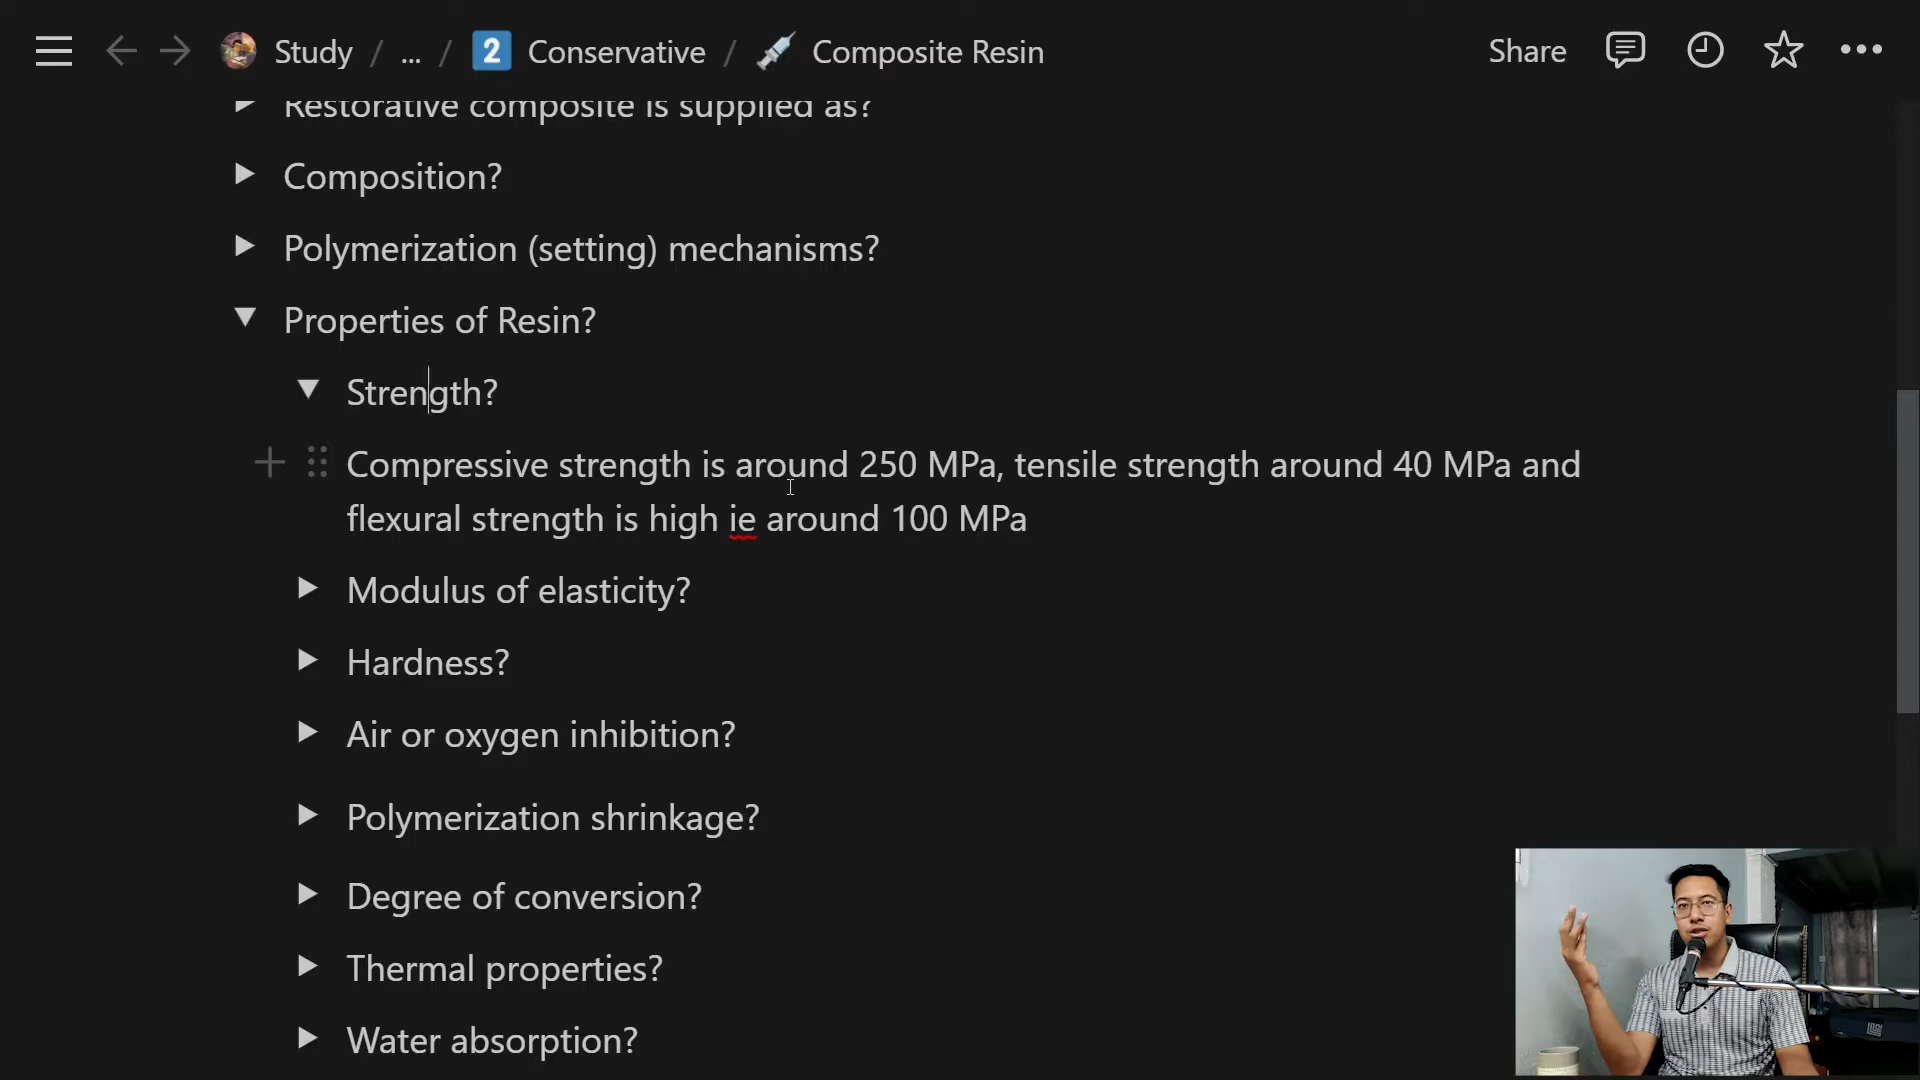 Study / ... / 2 Conservative / Composite Resin
Share
Restorative composite is supplied as?
Composition?
Polymerization (setting) mechanisms?
Properties of Resin?
Strength?
Compressive strength is around 250 MPa, tensile strength around 40 MPa and
flexural strength is high ie around 100 MPa
Modulus of elasticity?
Hardness?
Air or oxygen inhibition?
Polymerization shrinkage?
Degree of conversion?
Thermal properties?
Water absorption?